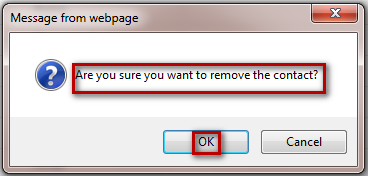 Message from webpage
Are you sure you want to remove the contact?
OK
Cancel